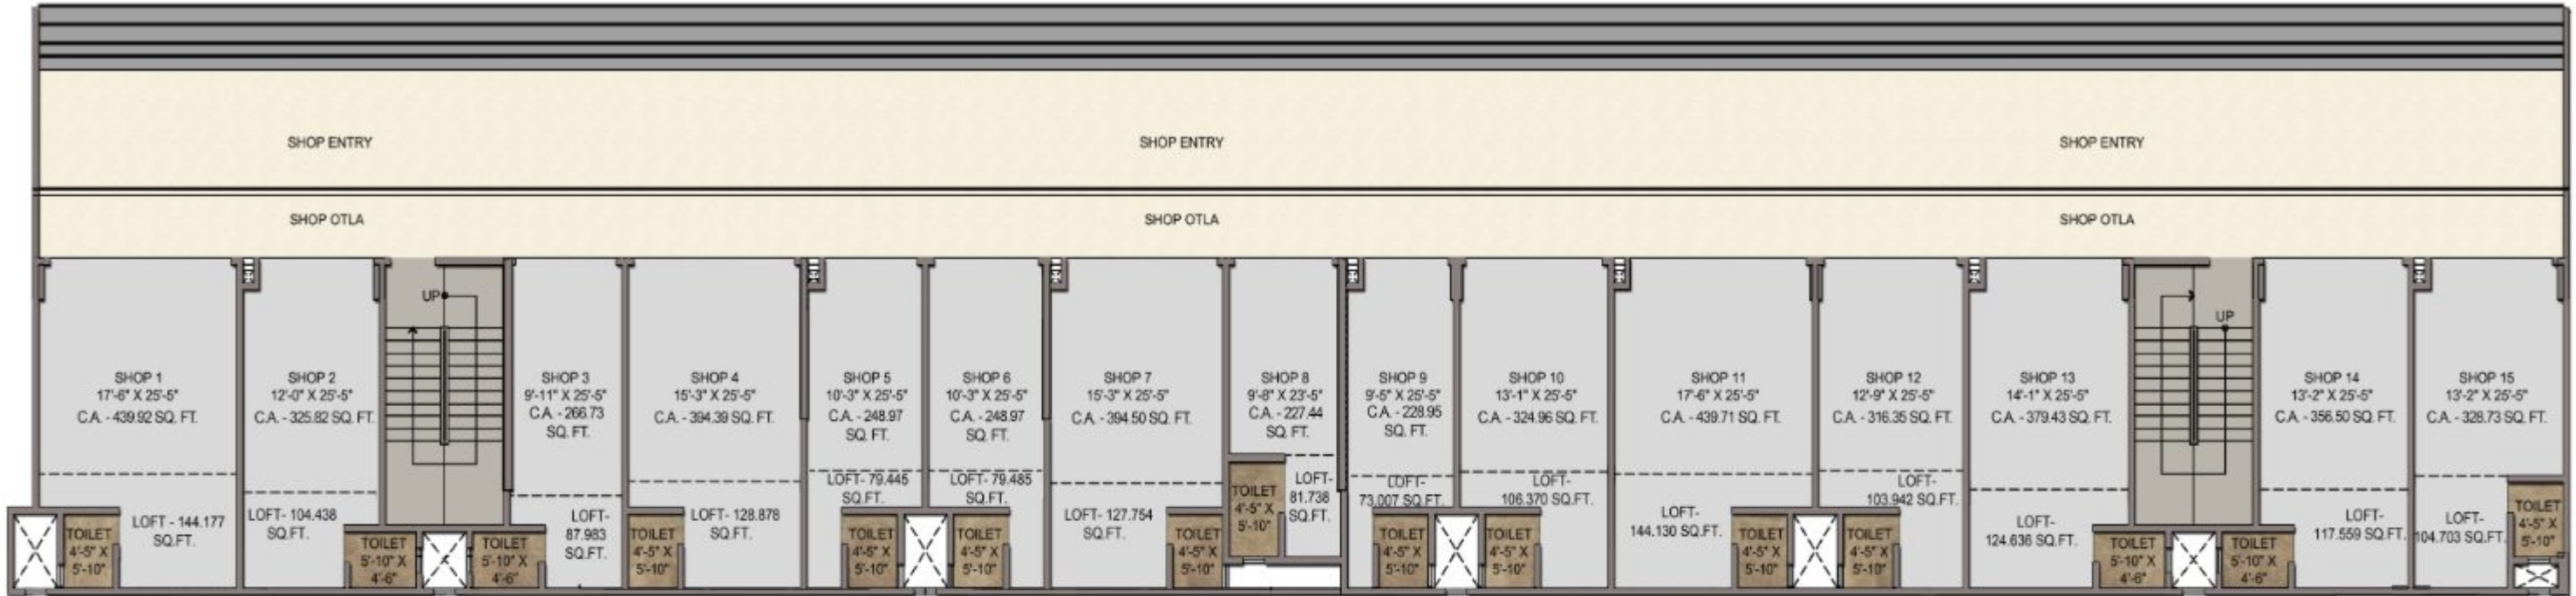 SHOP ENTRY
SHOP ENTRY
SHOP ENTRY
SHOP OTLA
SHOP OTLA
SHOP OTLA
UP
UP
SHOP 1
17'-6" X 25'-5"
C.A. - 439.92 SQ. FT.
LOFT - 144.177
SQ.FT.
TOILET
4'-5" X
5'-10"
SHOP 2
12'-0" X 25'-5"
C.A. - 325.82 SQ. FT.
LOFT- 104.438
SQ.FT.
TOILET
5'-10" X
4'-6"
SHOP 3
9'-11" X 25'-5"
C.A. - 266.73
SQ. FT.
LOFT-
87.983
SQ.FT.
TOILET
5'-10" X
4'-6"
SHOP 4
15'-3" X 25'-5"
C.A. - 394.39 SQ. FT.
LOFT- 128.878
SQ.FT.
TOILET
4'-5" X
5'-10"
SHOP 5
10'-3" X 25'-5"
C.A. - 248.97
SQ. FT.
LOFT- 79.445
SQ.FT.
TOILET
4'-5" X
5'-10"
SHOP 6
10'-3" X 25'-5"
C.A. - 248.97
SQ. FT.
LOFT- 79.485
SQ.FT.
TOILET
4'-5" X
5'-10"
SHOP 7
15'-3" X 25'-5"
C.A. - 394.50 SQ. FT.
LOFT- 127.754
SQ.FT.
TOILET
4'-5" X
5'-10"
SHOP 8
9'-8" X 23'-5"
C.A. - 227.44
SQ. FT.
LOFT-
81.738
SQ.FT.
TOILET
4'-5" X
5'-10"
SHOP 9
9'-5" X 25'-5"
C.A. - 228.95
SQ. FT.
LOFT-
73.007 SQ.FT.
TOILET
4'-5" X
5'-10"
SHOP 10
13'-1" X 25'-5"
C.A. - 324.96 SQ. FT.
LOFT-
106.370 SQ.FT.
TOILET
4'-5" X
5'-10"
SHOP 11
17'-6" X 25'-5"
C.A. - 439.71 SQ. FT.
LOFT-
144.130 SQ.FT.
TOILET
4'-5" X
5'-10"
SHOP 12
12'-9" X 25'-5"
C.A. - 316.35 SQ. FT.
LOFT-
103.942 SQ.FT.
TOILET
4'-5" X
5'-10"
SHOP 13
14'-1" X 25'-5"
C.A. - 379.43 SQ. FT.
LOFT-
124.636 SQ.FT.
TOILET
5'-10" X
4'-6"
SHOP 14
13'-2" X 25'-5"
C.A. - 356.50 SQ. FT.
LOFT-
117.559 SQ.FT.
TOILET
5'-10" X
4'-6"
SHOP 15
13'-2" X 25'-5"
C.A. - 328.73 SQ. FT.
LOFT-
104.703 SQ.FT.
TOILET
4'-5" X
5'-10"